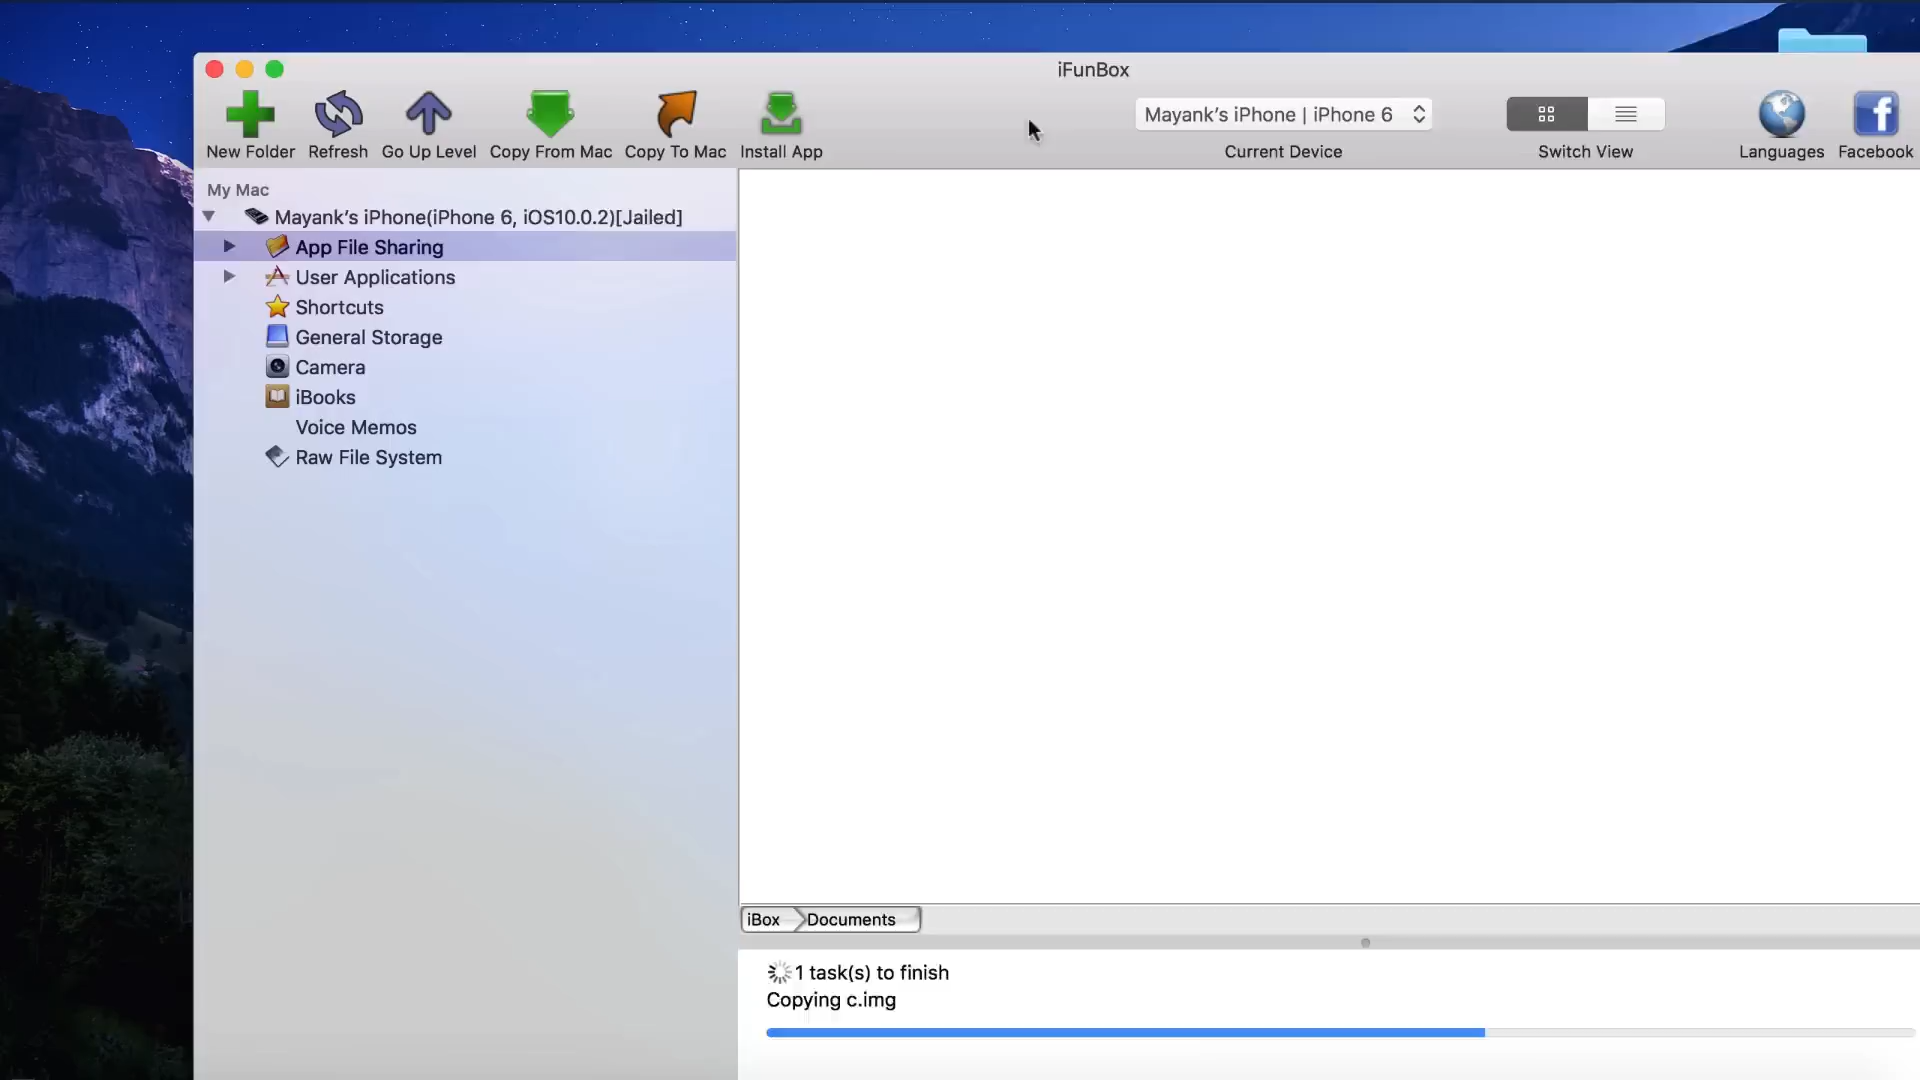 iFunBox
New Folder Refresh Go Up Level Copy From Mac Copy To Mac Install App
Mayank’s iPhone | iPhone 6
Current Device Switch View Languages Facebook
My Mac
Mayank’s iPhone(iPhone 6, iOS10.0.2)[Jailed]
App File Sharing
User Applications
Shortcuts
General Storage
Camera
iBooks
Voice Memos
Raw File System
iBox Documents
1 task(s) to finish
Copying c.img